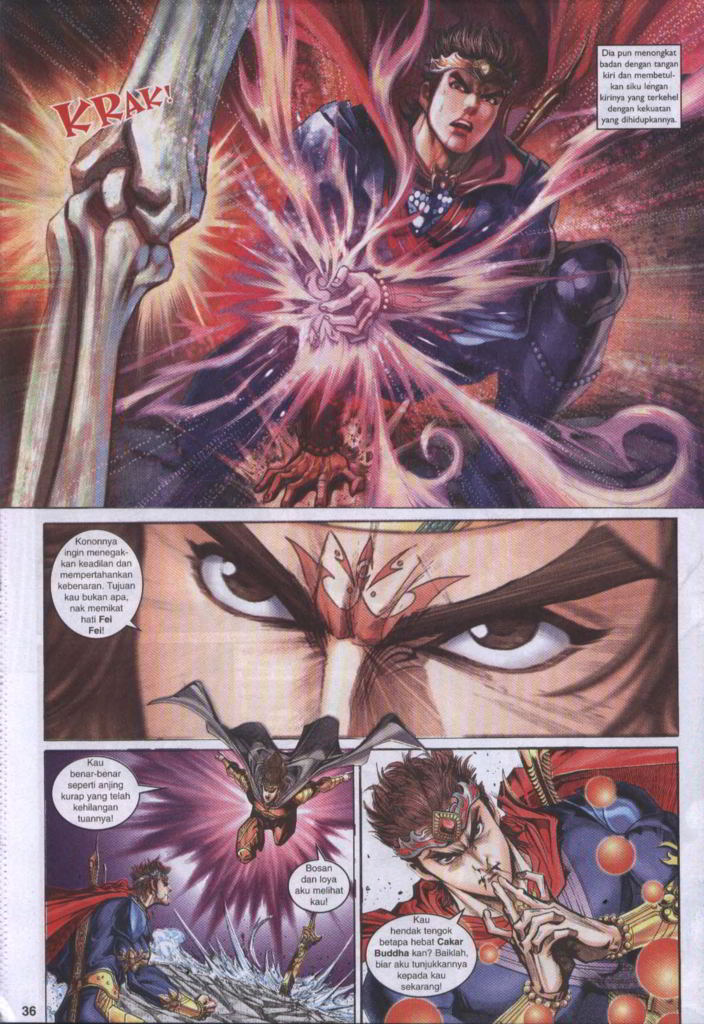 KRAK!
Dia pun menongkat
badan dengan tangan
kiri dan membetul-
kan siku lengan
kirinya yang terkehel
dengan kekuatan
yang dihidupkannya.
Kononnya
ingin menegak-
kan keadilan dan
mempertahankan
kebenaran. Tujuan
kau bukan apa,
nak memikat
hati Fei
Fei!
Kau
benar-benar
seperti anjing
kurap yang telah
kehilangan
tuannya!
Bosan
dan loya
aku melihat
kau!
Kau
hendak tengok
betapa hebat Cakar
Buddha kan? Baiklah,
biar aku tunjukkannya
kepada kau
sekarang!
36